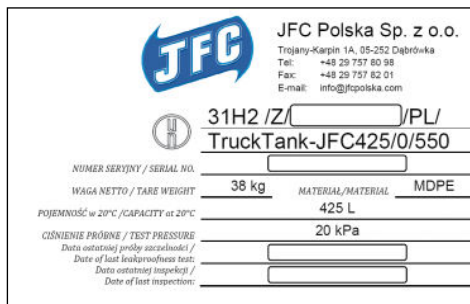 JFC
JFC Polska Sp. z o.o.
Trojany-Karpin 1A, 05-252 Dąbrówka
Tel: +48 29 757 80 98
Fax: +48 29 757 82 01
E-mail: info@jfcpolska.com
un
31H2 /Z/ /PL/
TruckTank-JFC425/0/550
NUMER SERYJNY / SERIAL NO.
WAGA NETTO / TARE WEIGHT 38 kg MATERIAŁ/MATERIAL MDPE
POJEMNOŚĆ w 20°C /CAPACITY at 20°C 425 L
CIŚNIENIE PRÓBNE / TEST PRESSURE 20 kPa
Data ostatniej próby szczelności /
Date of last leakproofness test:
Data ostatniej inspekcji /
Date of last inspection: